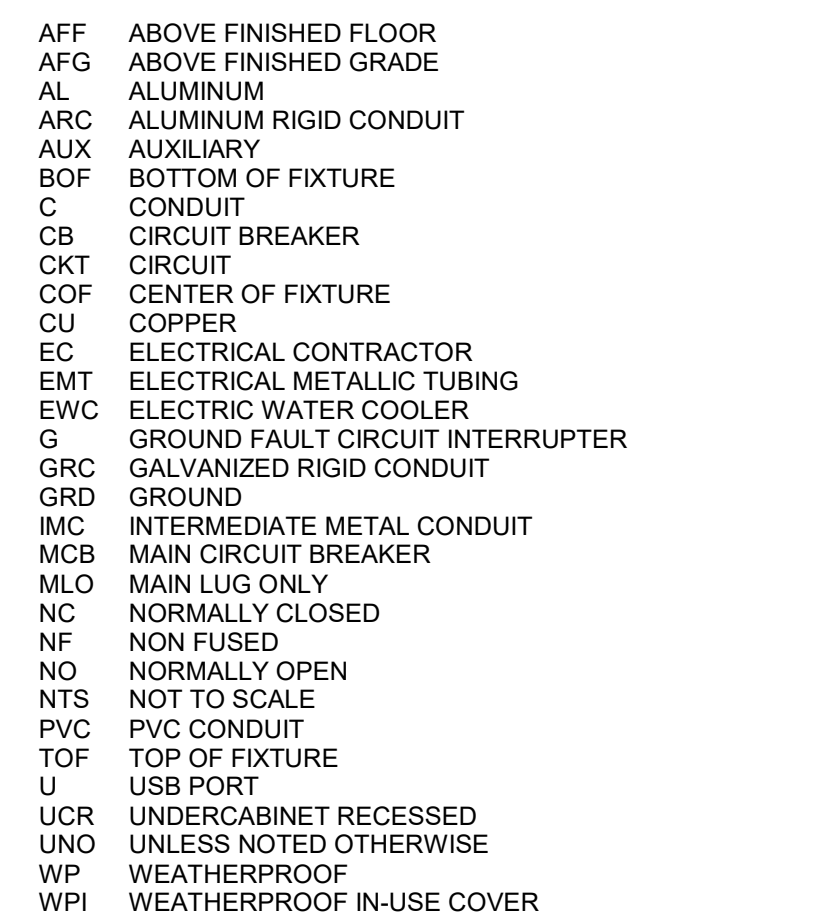 AFF ABOVE FINISHED FLOOR
AFG ABOVE FINISHED GRADE
AL ALUMINUM
ARC ALUMINUM RIGID CONDUIT
AUX AUXILIARY
BOF BOTTOM OF FIXTURE
C CONDUIT
CB CIRCUIT BREAKER
CKT CIRCUIT
COF CENTER OF FIXTURE
CU COPPER
EC ELECTRICAL CONTRACTOR
EMT ELECTRICAL METALLIC TUBING
EWC ELECTRIC WATER COOLER
G GROUND FAULT CIRCUIT INTERRUPTER
GRC GALVANIZED RIGID CONDUIT
GRD GROUND
IMC INTERMEDIATE METAL CONDUIT
MCB MAIN CIRCUIT BREAKER
MLO MAIN LUG ONLY
NC NORMALLY CLOSED
NF NON FUSED
NO NORMALLY OPEN
NTS NOT TO SCALE
PVC PVC CONDUIT
TOF TOP OF FIXTURE
U USB PORT
UCR UNDERCABINET RECESSED
UNO UNLESS NOTED OTHERWISE
WP WEATHERPROOF
WPI WEATHERPROOF IN-USE COVER